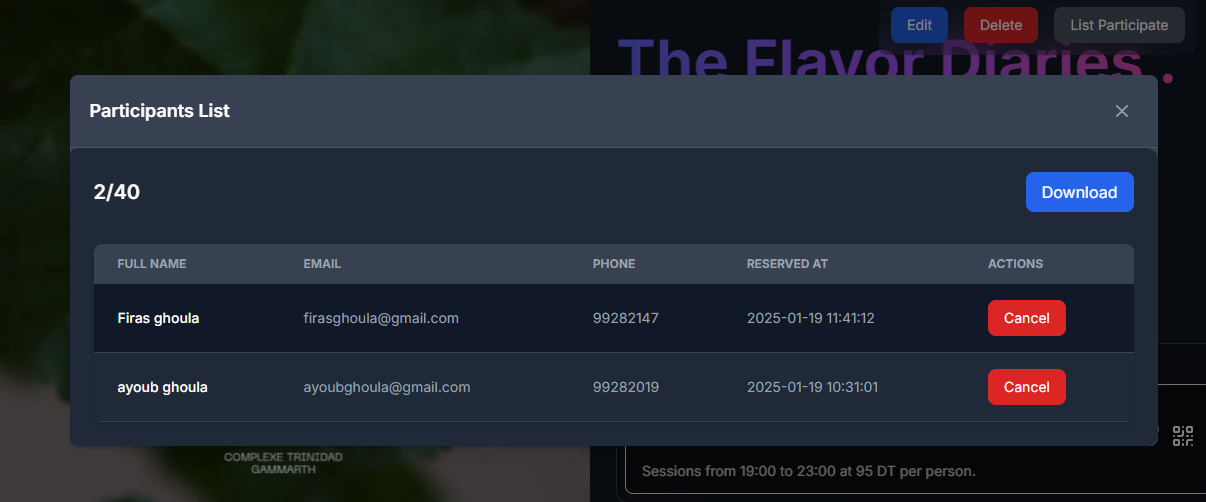 Edit Delete List Participate
The Flavor Diaries .
Participants List
2/40
Download
FULL NAME EMAIL PHONE RESERVED AT ACTIONS
Firas ghoula firasghoula@gmail.com 99282147 2025-01-19 11:41:12 Cancel
ayoub ghoula ayoubghoula@gmail.com 99282019 2025-01-19 10:31:01 Cancel
COMPLEXE TRINIDAD
GAMMARTH
Sessions from 19:00 to 23:00 at 95 DT per person.